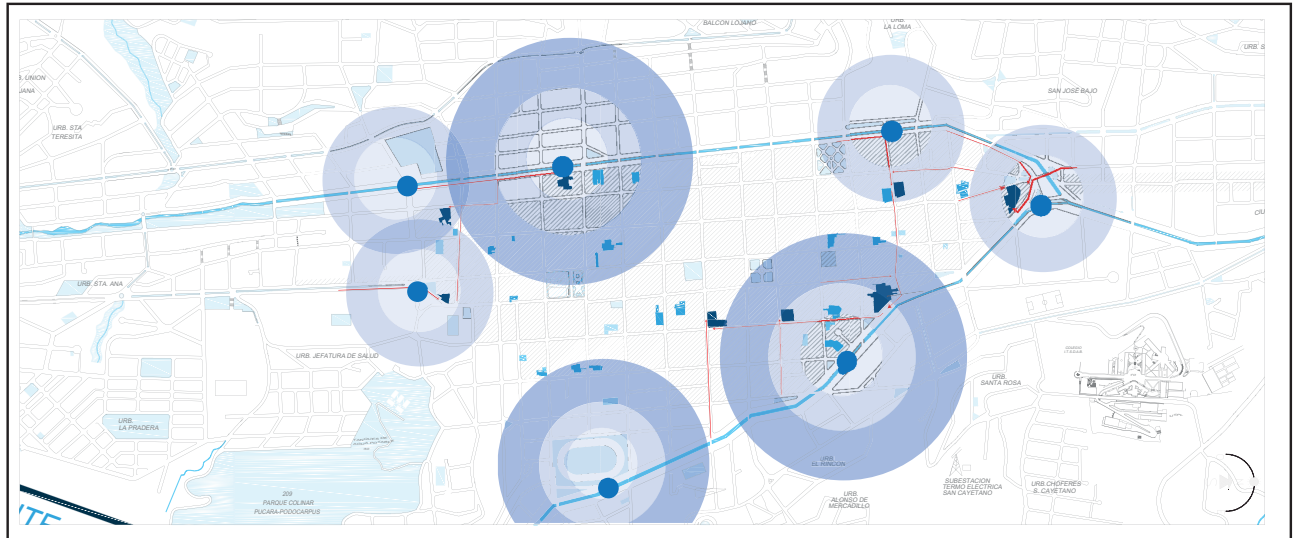 BALCON LOJANO
URB.
LA LOMA
URB. S
. UNION
JANA
SAN JOSÉ BAJO
URB. STA
TERESITA
URB. STA. ANA
URB. JEFATURA DE SALUD
URB.
SANTA ROSA
URB.
LA PRADERA
URB.
EL RINCON
209
PARQUE COLINAR
PUCARA-PODOCARPUS
URB.
ALONSO DE
MERCADILLO
SUBESTACION
TERMO ELECTRICA
SAN CAYETANO
URB.CHOFERES
S. CAYETANO